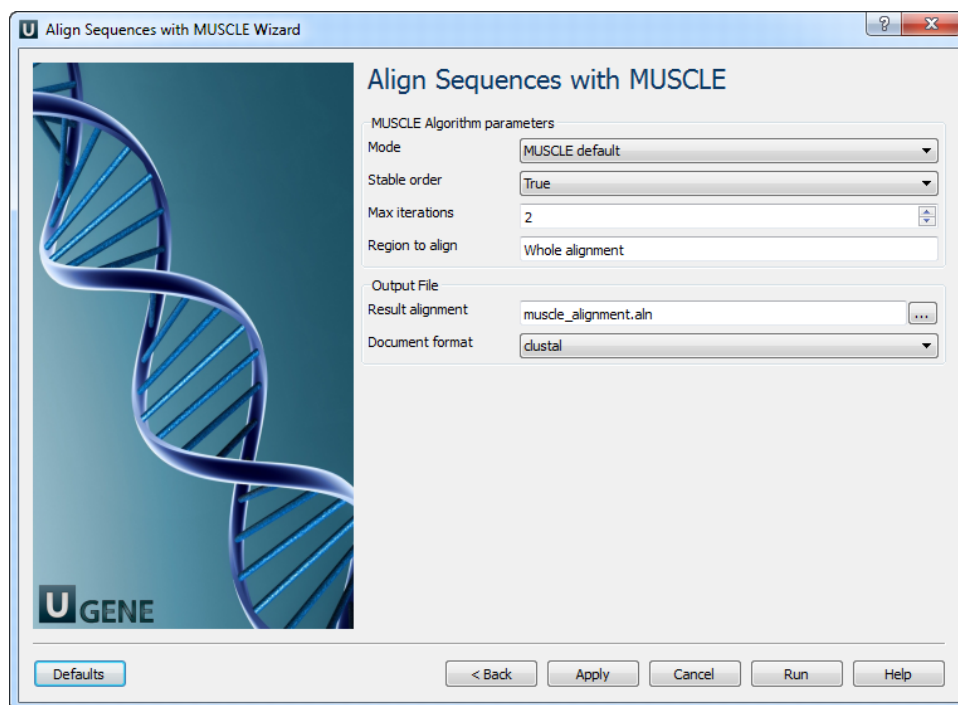 U Align Sequences with MUSCLE Wizard
? x
Align Sequences with MUSCLE
MUSCLE Algorithm parameters
Mode MUSCLE default
Stable order True
Max iterations 2
Region to align Whole alignment
Output File
Result alignment muscle_alignment.aln ...
Document format clustal
U GENE
Defaults < Back Apply Cancel Run Help